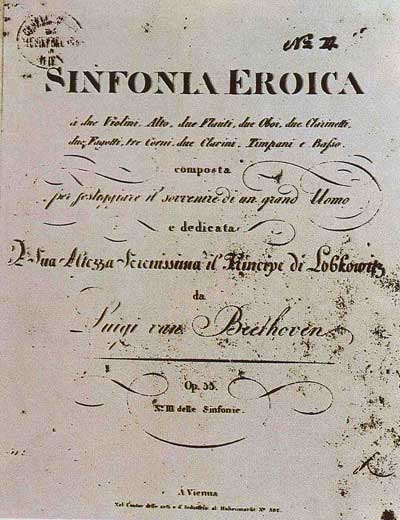 No. II.
SINFONIA EROICA
à due Violini, Alto, due Flauti, due Oboi, due Clarinetti,
due Fagotti, tre Corni, due Clarini, Timpani e Basso.
composta
per festeggiare il sovvenire di un grand Uomo
e dedicata
A Sua Altezza Serenissima il Principe di Lobkowitz
da
Luigi van Beethoven.
Op. 55.
No. III delle Sinfonie.
A Vienna
Nel Contor delle arti e d'Industria al Hohenmarkt No. 582.